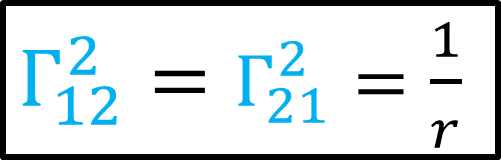 Γ²₁₂ = Γ²₂₁ = 1/r